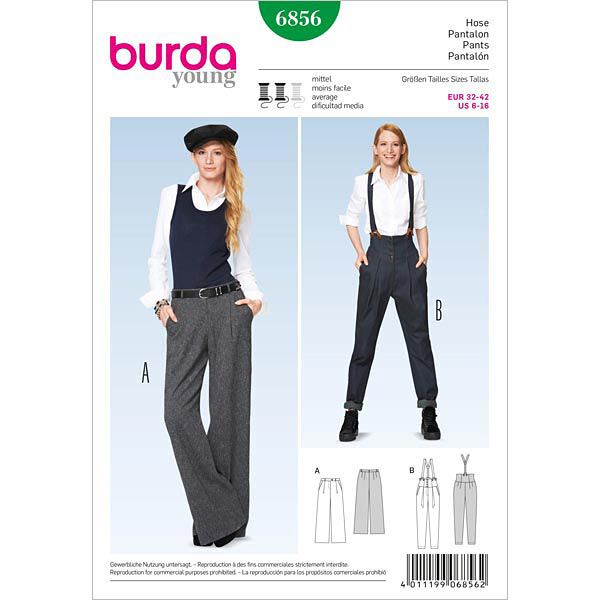 6856
burda
young
mittel
moins facile
average
dificultad media
Hose
Pantalon
Pants
Pantalón
Größen Tailles Sizes Tallas
EUR 32-42
US 6-16
A
B
A
B
Gewerbliche Nutzung untersagt. – Reproduction à des fins commerciales strictement interdite.
Reproduction for commercial purposes prohibited. – La reproducción para los propósitos comerciales prohibió
4 011199 068562